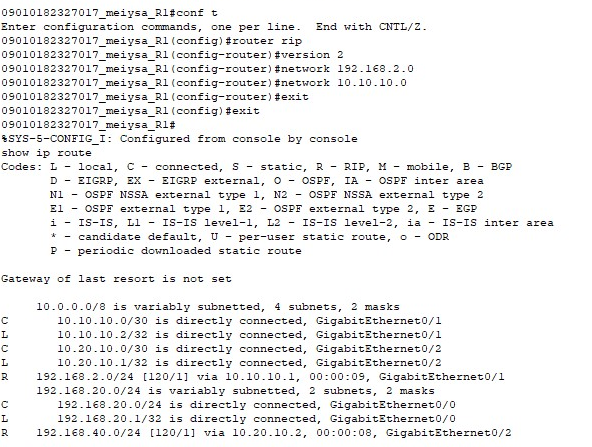 09010182327017_meiysa_R1#conf t
Enter configuration commands, one per line.  End with CNTL/Z.
09010182327017_meiysa_R1(config)#router rip
09010182327017_meiysa_R1(config-router)#version 2
09010182327017_meiysa_R1(config-router)#network 192.168.2.0
09010182327017_meiysa_R1(config-router)#network 10.10.10.0
09010182327017_meiysa_R1(config-router)#exit
09010182327017_meiysa_R1(config)#exit
09010182327017_meiysa_R1#
%SYS-5-CONFIG_I: Configured from console by console
show ip route
Codes: L - local, C - connected, S - static, R - RIP, M - mobile, B - BGP
       D - EIGRP, EX - EIGRP external, O - OSPF, IA - OSPF inter area
       N1 - OSPF NSSA external type 1, N2 - OSPF NSSA external type 2
       E1 - OSPF external type 1, E2 - OSPF external type 2, E - EGP
       i - IS-IS, L1 - IS-IS level-1, L2 - IS-IS level-2, ia - IS-IS inter area
       * - candidate default, U - per-user static route, o - ODR
       P - periodic downloaded static route
Gateway of last resort is not set
     10.0.0.0/8 is variably subnetted, 4 subnets, 2 masks
C       10.10.10.0/30 is directly connected, GigabitEthernet0/1
L       10.10.10.2/32 is directly connected, GigabitEthernet0/1
C       10.20.10.0/30 is directly connected, GigabitEthernet0/2
L       10.20.10.1/32 is directly connected, GigabitEthernet0/2
R    192.168.2.0/24 [120/1] via 10.10.10.1, 00:00:09, GigabitEthernet0/1
     192.168.20.0/24 is variably subnetted, 2 subnets, 2 masks
C       192.168.20.0/24 is directly connected, GigabitEthernet0/0
L       192.168.20.1/32 is directly connected, GigabitEthernet0/0
R    192.168.40.0/24 [120/1] via 10.20.10.2, 00:00:08, GigabitEthernet0/2